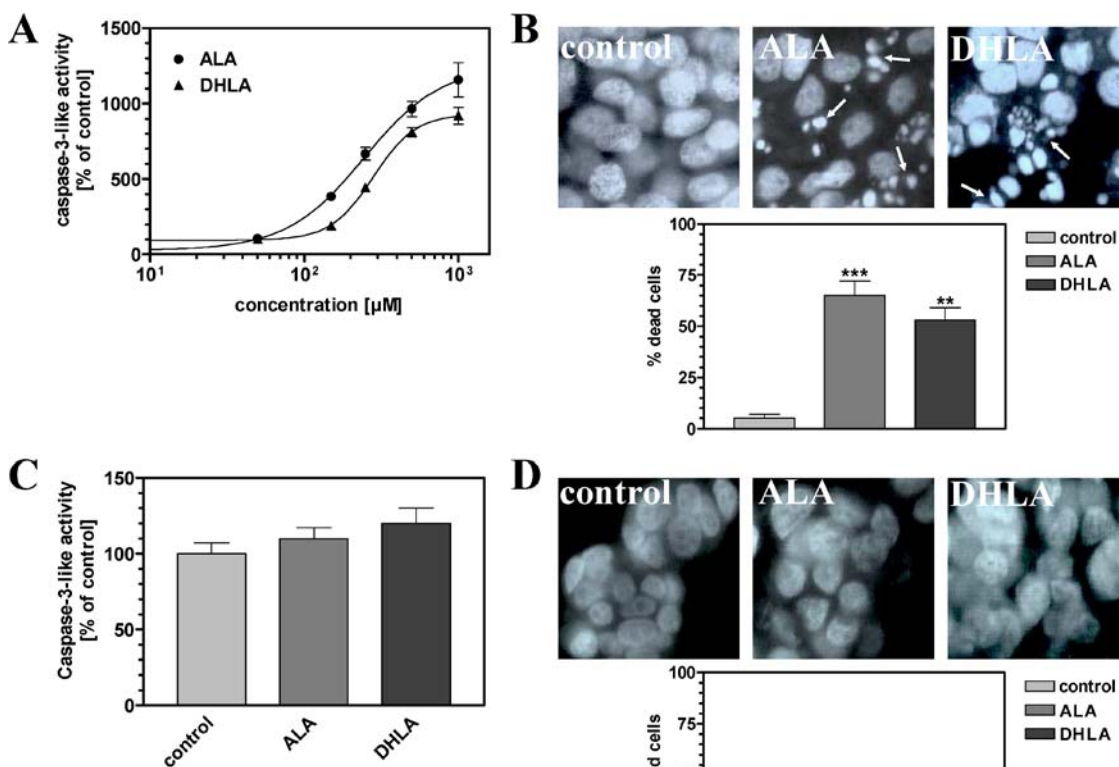 A
1500
1000
500
0
caspase-3-like activity
[% of control]
ALA
DHLA
10¹
10²
10³
concentration [µM]
B
control
ALA
DHLA
100
75
50
25
0
% dead cells
***
**
control
ALA
DHLA
C
150
100
50
0
Caspase-3-like activity
[% of control]
control
ALA
DHLA
D
control
ALA
DHLA
100
75
cells
control
ALA
DHLA